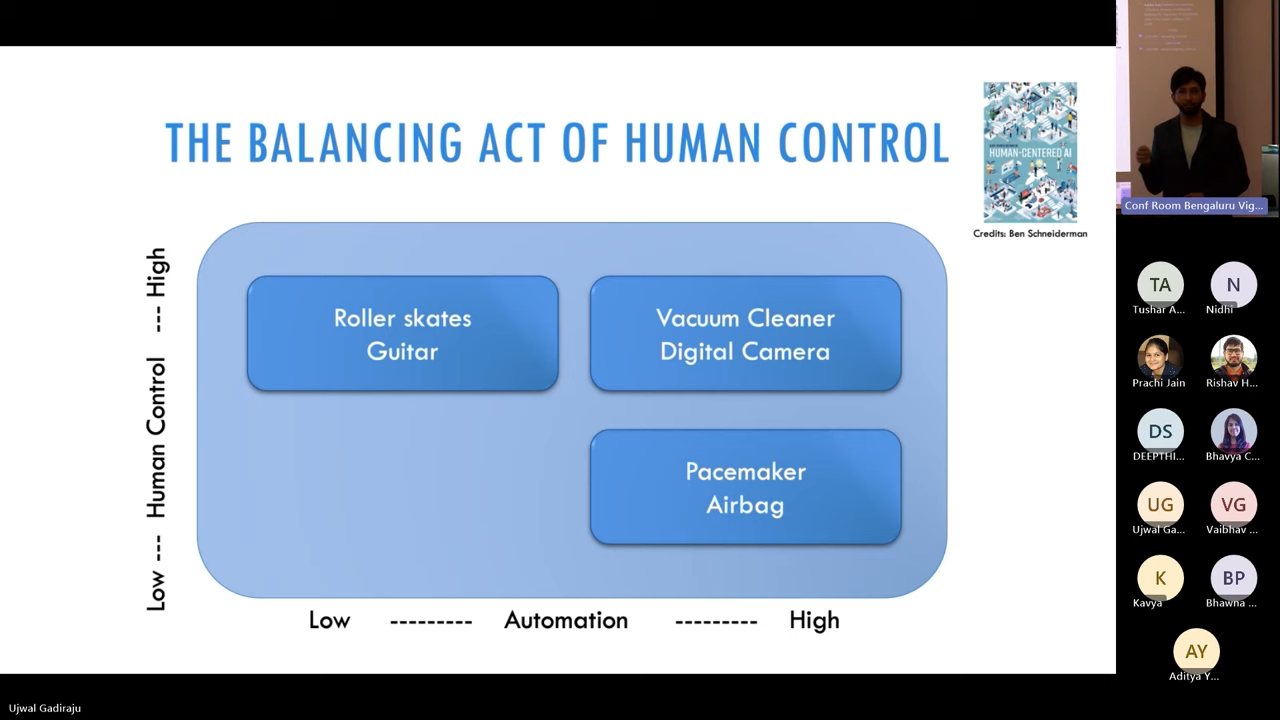 THE BALANCING ACT OF HUMAN CONTROL
HUMAN-CENTERED AI
Credits: Ben Schneiderman
Low --- Human Control --- High
Roller skates
Guitar
Vacuum Cleaner
Digital Camera
Pacemaker
Airbag
Low --------- Automation --------- High
Conf Room Bengaluru Vig...
TA
Tushar A...
N
Nidhi
Prachi Jain
Rishav H...
DS
DEEPTHI...
Bhavya C...
UG
Ujwal Ga...
VG
Vaibhav ...
K
Kavya
BP
Bhawna ...
AY
Aditya Y...
Ujwal Gadiraju